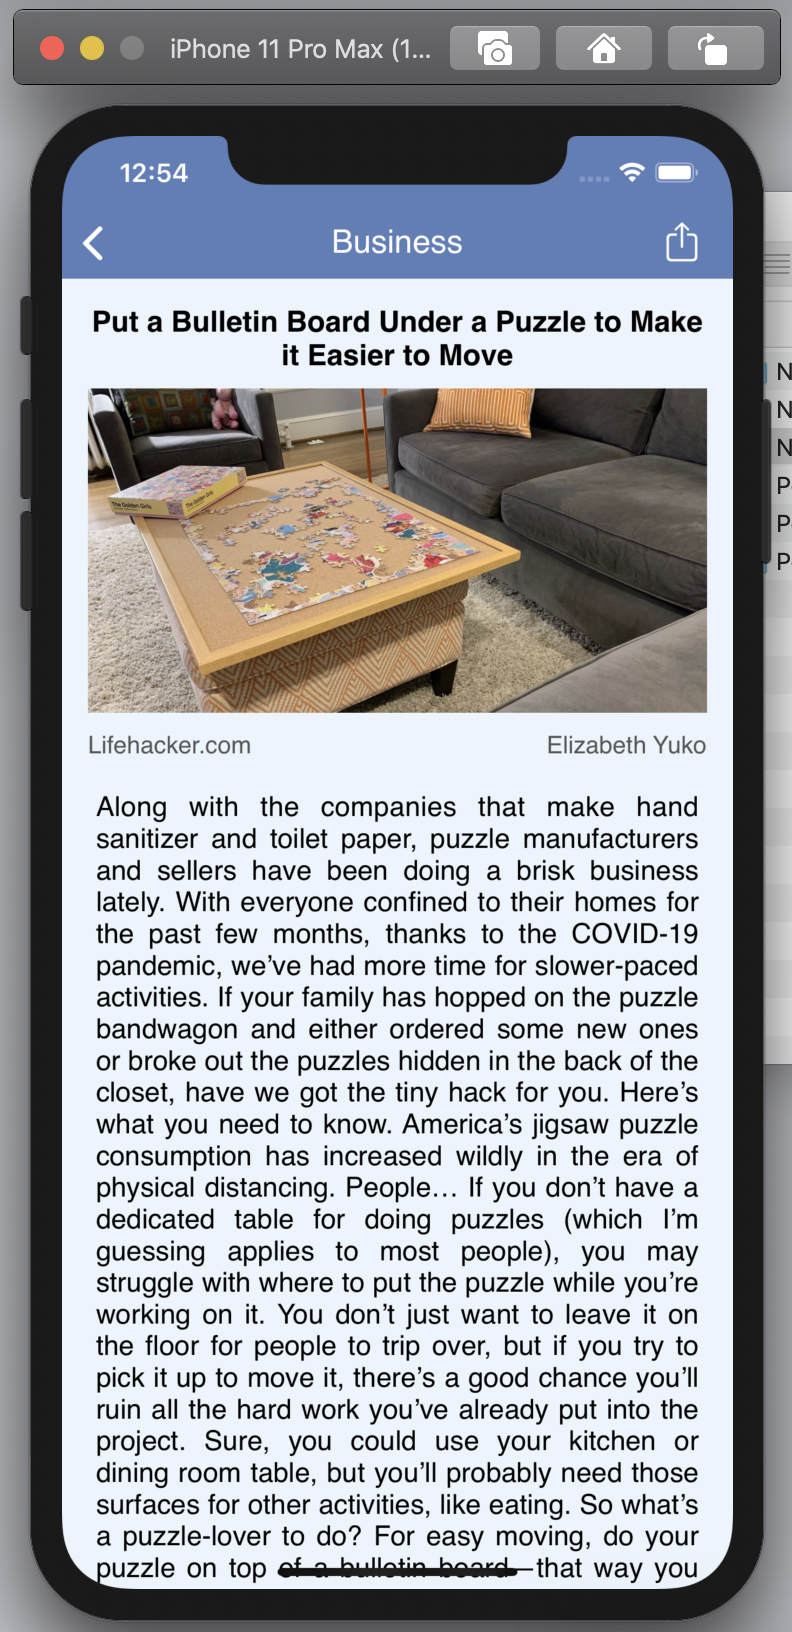 iPhone 11 Pro Max (1...
12:54
Business
Put a Bulletin Board Under a Puzzle to Make
it Easier to Move
The Golden Girls
The Golden Girls
Lifehacker.com
Elizabeth Yuko
Along with the companies that make hand
sanitizer and toilet paper, puzzle manufacturers
and sellers have been doing a brisk business
lately. With everyone confined to their homes for
the past few months, thanks to the COVID-19
pandemic, we’ve had more time for slower-paced
activities. If your family has hopped on the puzzle
bandwagon and either ordered some new ones
or broke out the puzzles hidden in the back of the
closet, have we got the tiny hack for you. Here’s
what you need to know. America’s jigsaw puzzle
consumption has increased wildly in the era of
physical distancing. People… If you don’t have a
dedicated table for doing puzzles (which I’m
guessing applies to most people), you may
struggle with where to put the puzzle while you’re
working on it. You don’t just want to leave it on
the floor for people to trip over, but if you try to
pick it up to move it, there’s a good chance you’ll
ruin all the hard work you’ve already put into the
project. Sure, you could use your kitchen or
dining room table, but you’ll probably need those
surfaces for other activities, like eating. So what’s
a puzzle-lover to do? For easy moving, do your
puzzle on top of a bulletin board—that way you
N
N
N
P
P
P